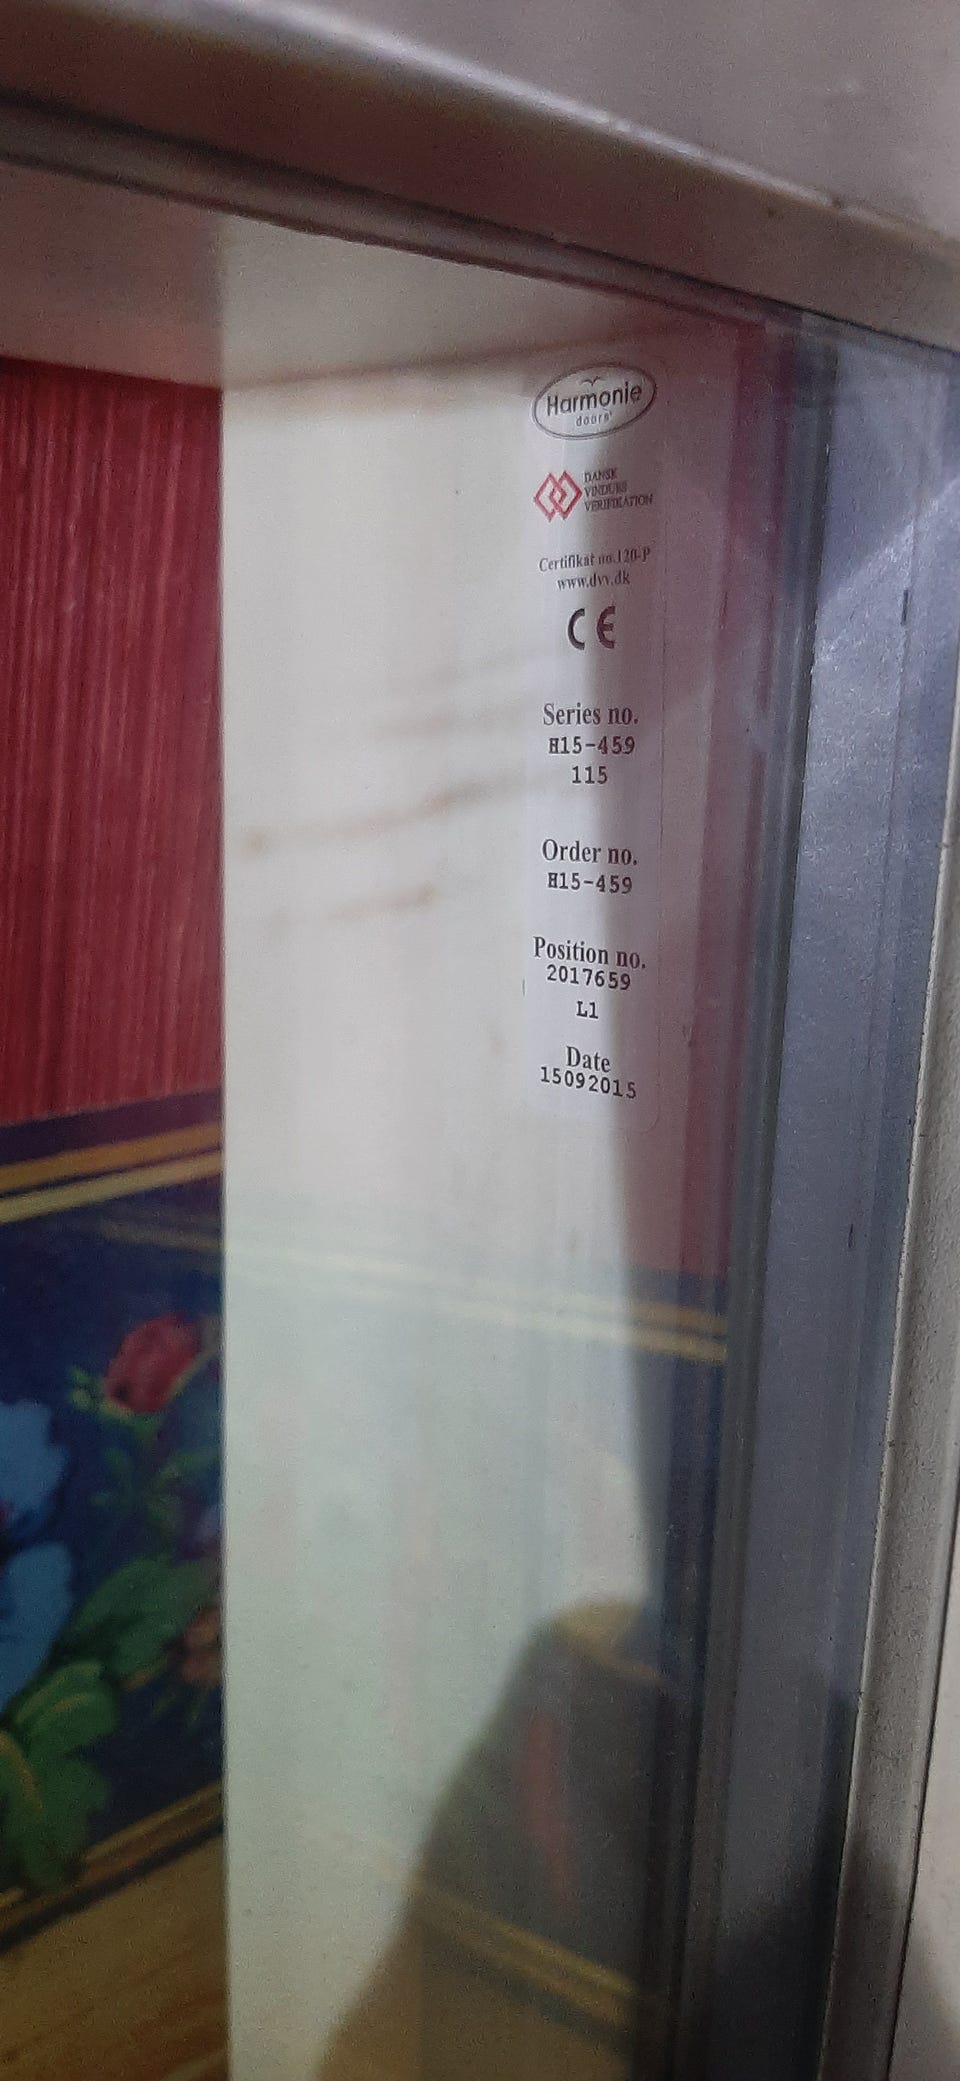 Harmonie
doors'
DANSK
VINDUES
VERIFIKATION
Certifikat no.120-P
www.dvv.dk
CE
Series no.
H15-459
115
Order no.
H15-459
Position no.
2017659
L1
Date
15092015